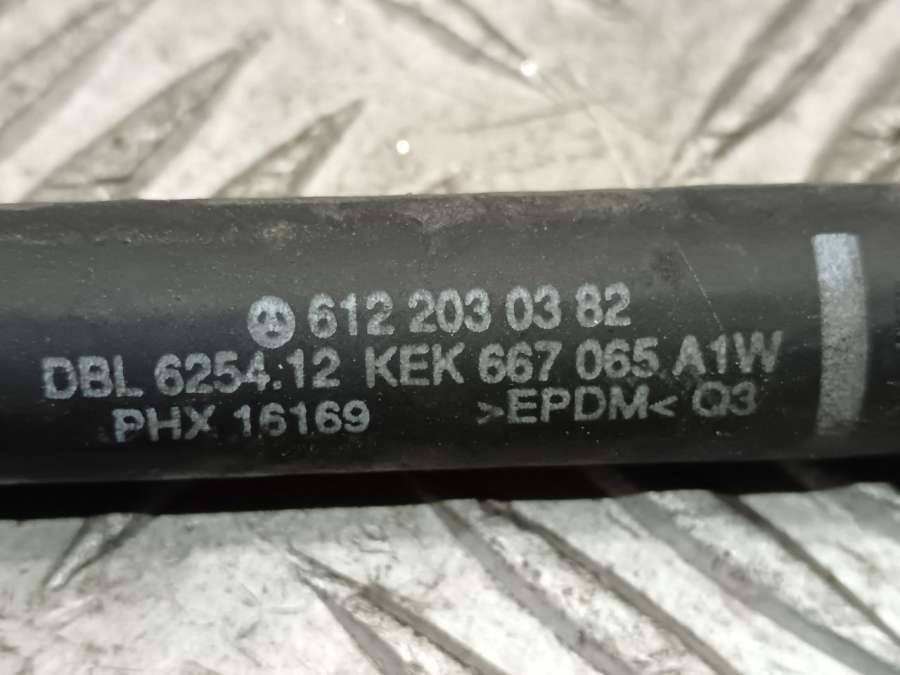 612 203 03 82
DBL 6254.12 KEK 667 065 A1W
PHX 16169 >EPDM< Q3